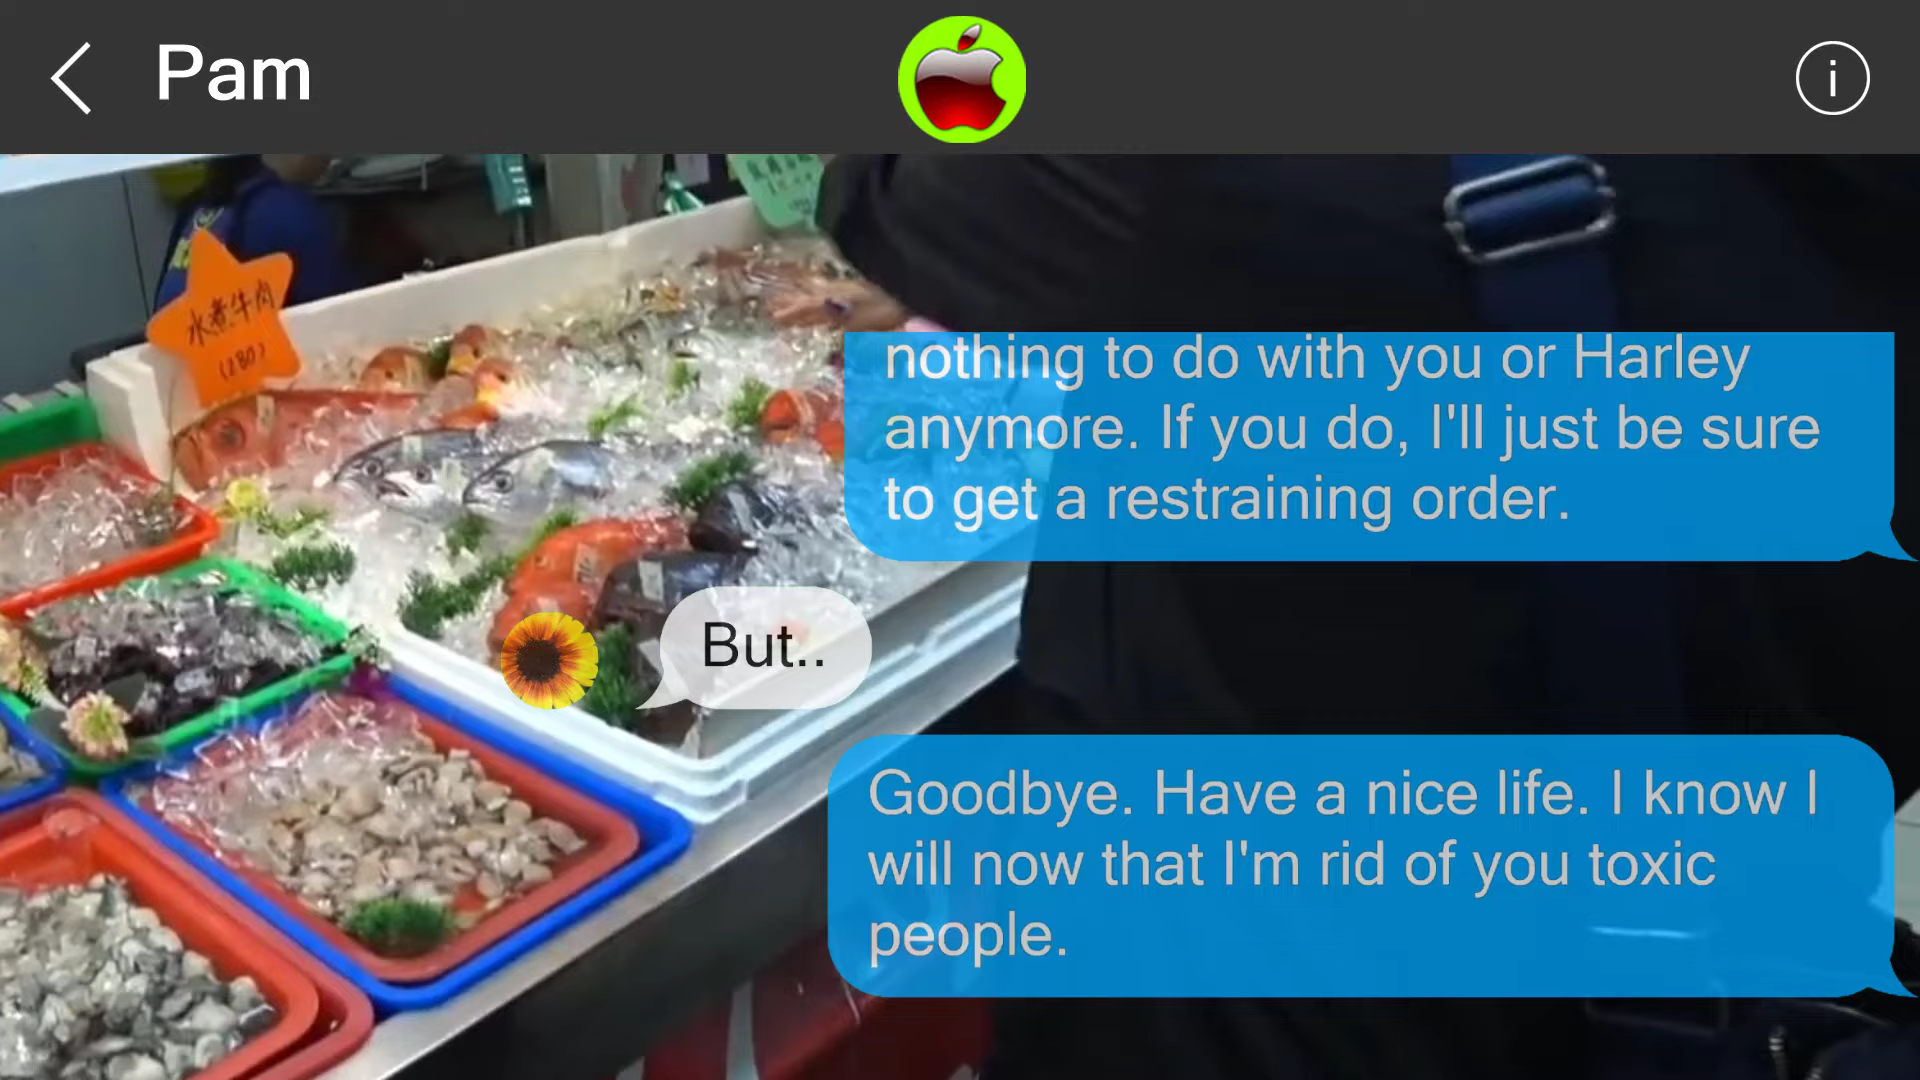 Pam
i
水煮牛肉
(280)
nothing to do with you or Harley
anymore. If you do, I'll just be sure
to get a restraining order.
But..
Goodbye. Have a nice life. I know I
will now that I'm rid of you toxic
people.